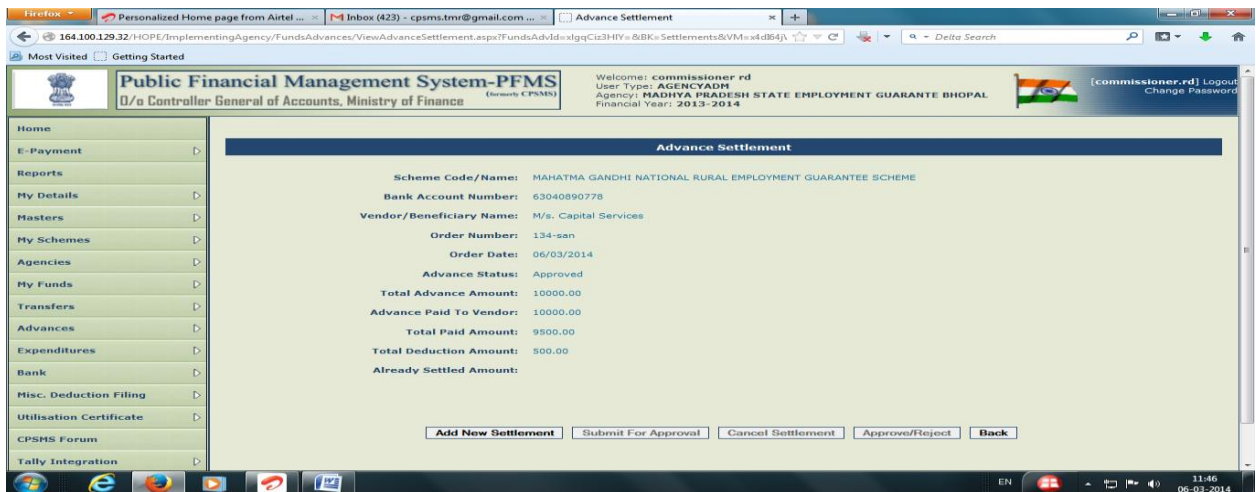 Firefox
Personalized Home page from Airtel ...
Inbox (423) - cpsms.tmr@gmail.com ...
Advance Settlement
164.100.129.32/HOPE/ImplementingAgency/FundsAdvances/ViewAdvanceSettlement.aspx?
Delta Search
Most Visited
Getting Started
Public Financial Management System-PFMS
(formerly CPSMS)
O/o Controller General of Accounts, Ministry of Finance
Welcome: commissioner rd
User Type: AGENCYADM
Agency: MADHYA PRADESH STATE EMPLOYMENT GUARANTE BHOPAL
Financial Year: 2013-2014
[commissioner.rd] Logout
Change Password
Home
E-Payment
Reports
My Details
Masters
My Schemes
Agencies
My Funds
Transfers
Advances
Expenditures
Bank
Misc. Deduction Filing
Utilisation Certificate
CPSMS Forum
Tally Integration
Advance Settlement
Scheme Code/Name: MAHATMA GANDHI NATIONAL RURAL EMPLOYMENT GUARANTEE SCHEME
Bank Account Number: 63040890778
Vendor/Beneficiary Name: M/s. Capital Services
Order Number: 134-san
Order Date: 06/03/2014
Advance Status: Approved
Total Advance Amount: 10000.00
Advance Paid To Vendor: 10000.00
Total Paid Amount: 9500.00
Total Deduction Amount: 500.00
Already Settled Amount:
Add New Settlement Submit For Approval Cancel Settlement Approve/Reject Back
EN
11:46
06-03-2014